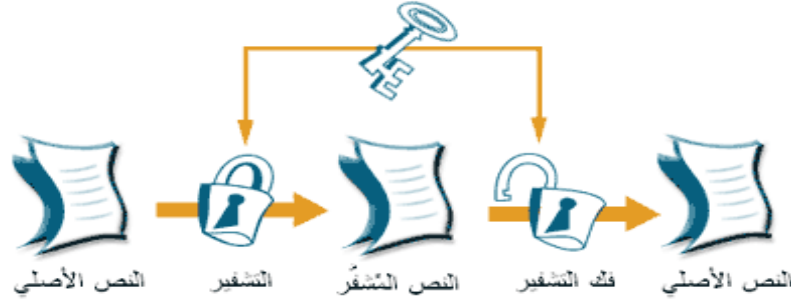 النص الأصلي
فك التشفير
النص المُشفَّر
التشفير
النص الأصلي